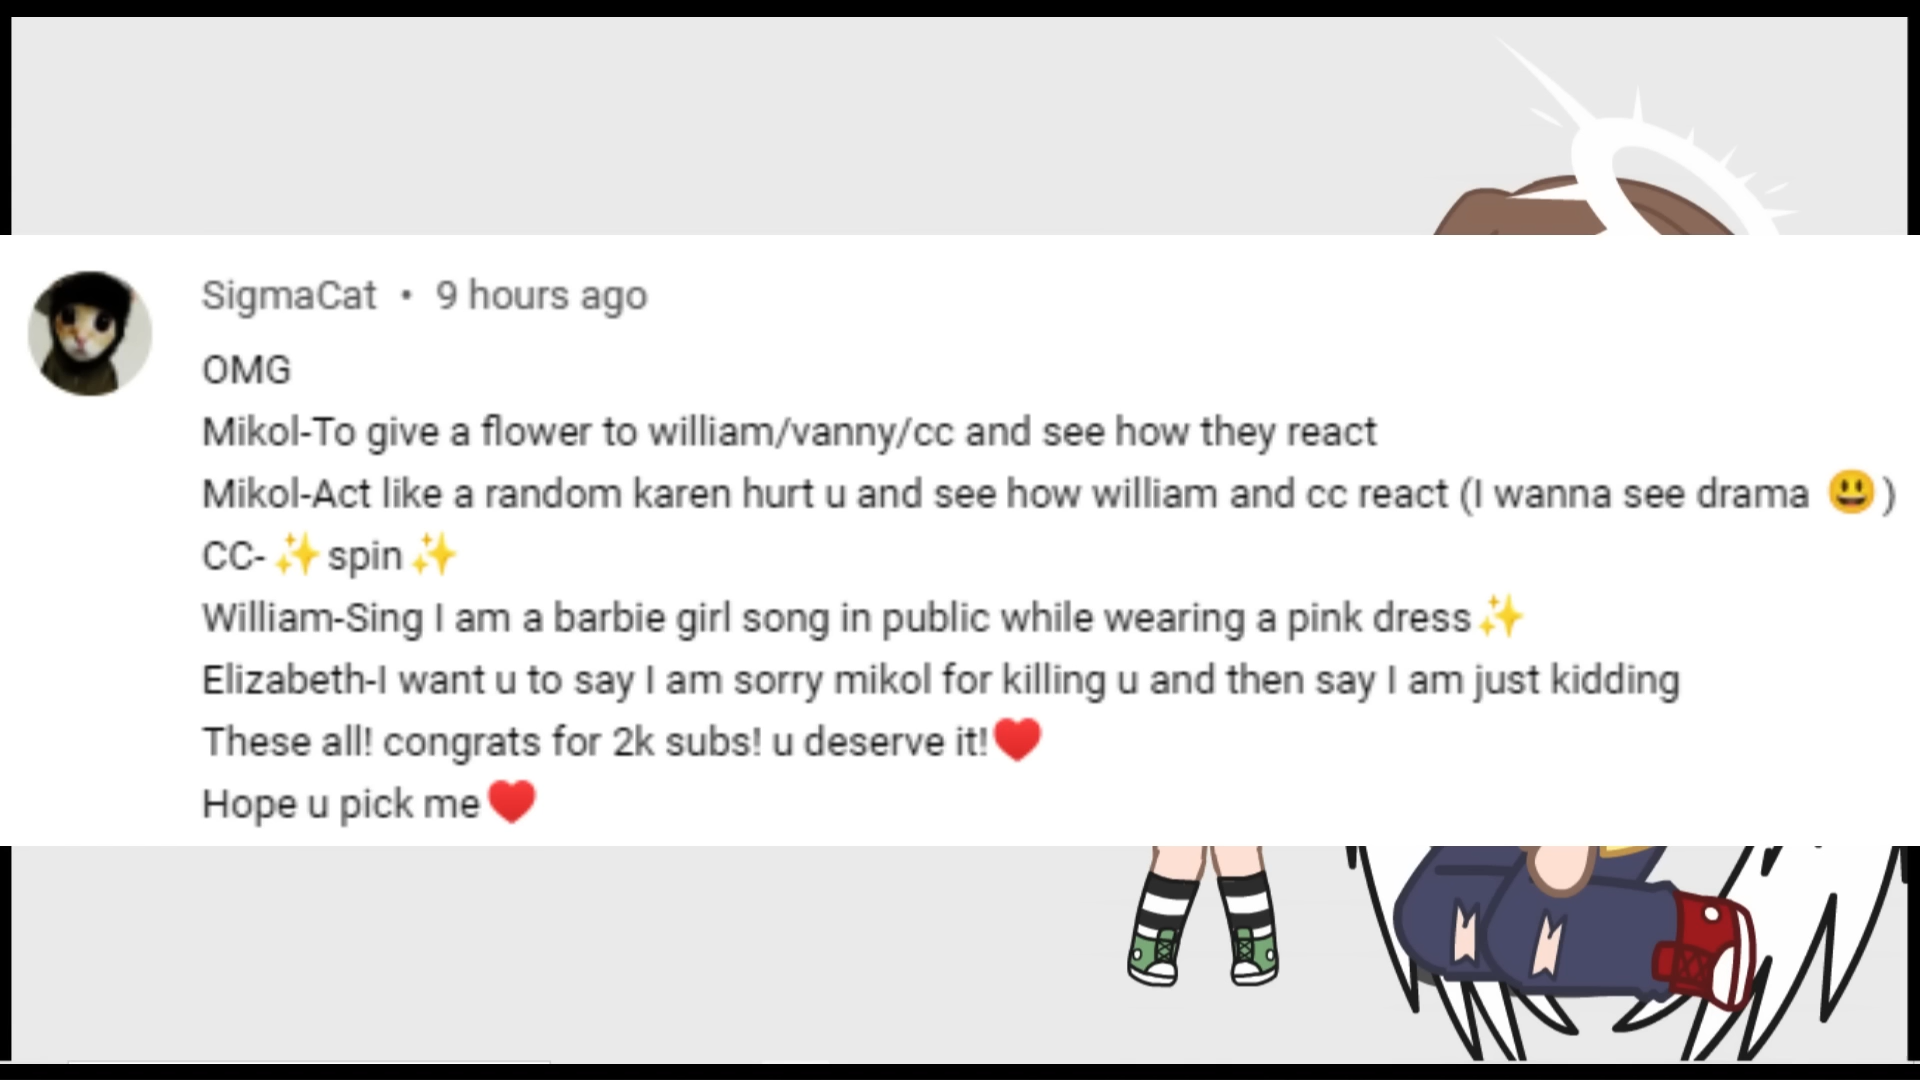 SigmaCat • 9 hours ago
OMG
Mikol-To give a flower to william/vanny/cc and see how they react
Mikol-Act like a random karen hurt u and see how william and cc react (I wanna see drama 😃)
CC-✨spin✨
William-Sing I am a barbie girl song in public while wearing a pink dress✨
Elizabeth-I want u to say I am sorry mikol for killing u and then say I am just kidding
These all! congrats for 2k subs! u deserve it!♥️
Hope u pick me♥️